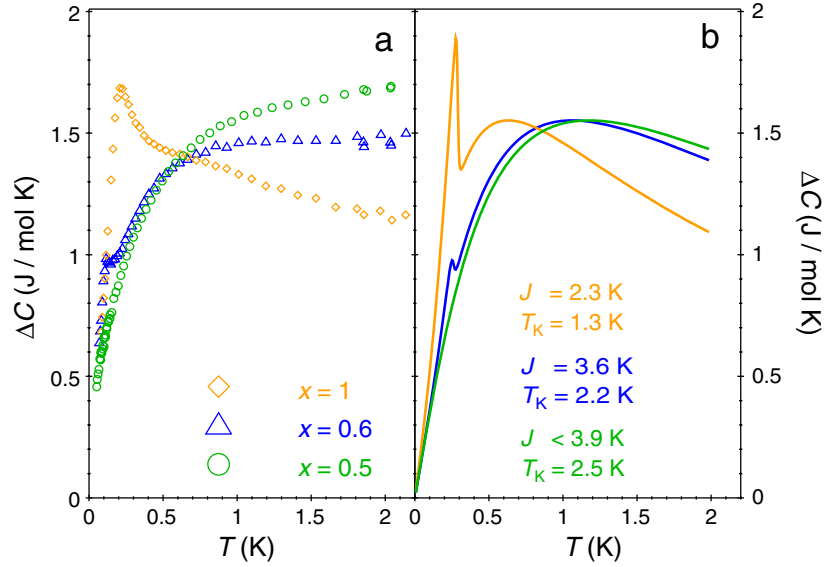 a
ΔC (J / mol K)
2
1.5
1
0.5
0
x = 1
x = 0.6
x = 0.5
0 0.5 1 1.5 2
T (K)
b
J = 2.3 K
T_K = 1.3 K
J = 3.6 K
T_K = 2.2 K
J < 3.9 K
T_K = 2.5 K
0 0.5 1 1.5 2
T (K)
2
1.5
1
0.5
0
ΔC (J / mol K)